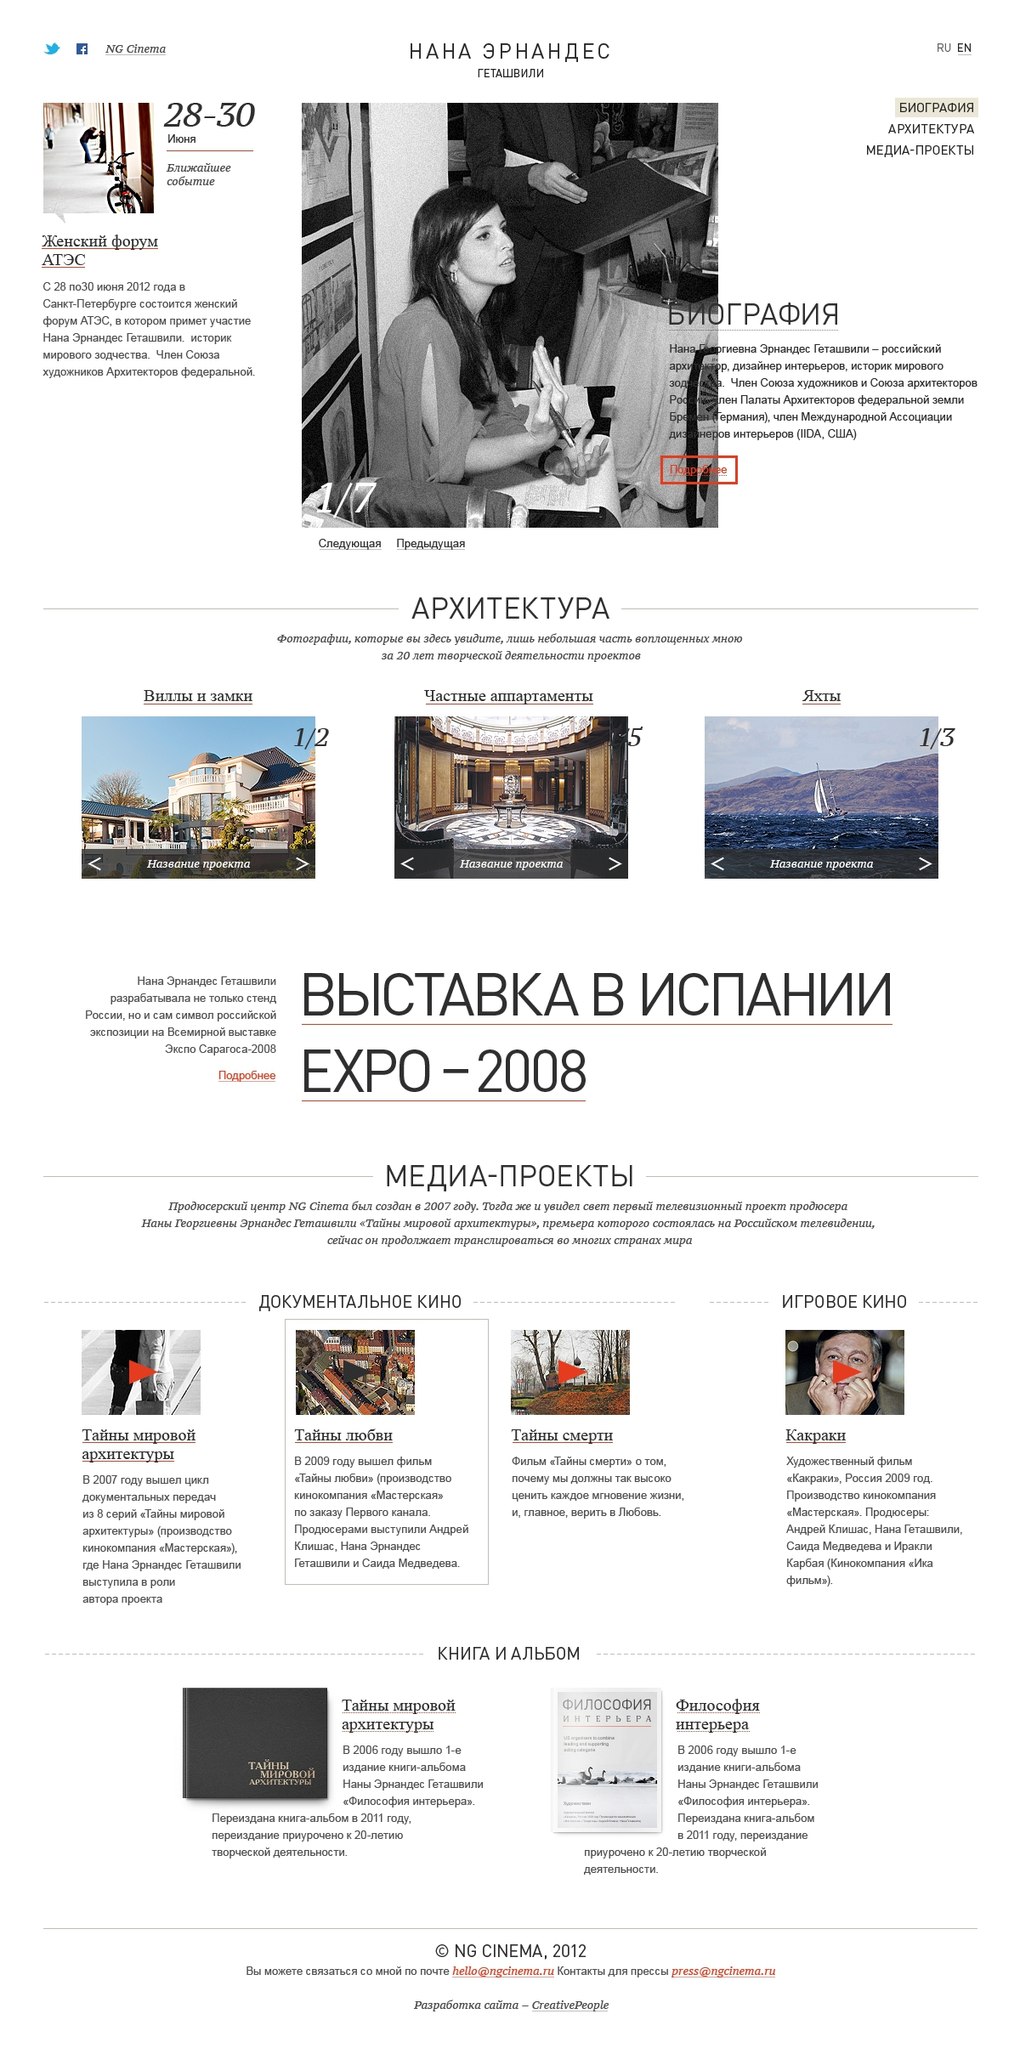 NG Cinema
НАНА ЭРНАНДЕС
ГЕТАШВИЛИ
RU EN
28-30
Июня
Ближайшее
событие
Женский форум
АТЭС
С 28 по30 июня 2012 года в
Санкт-Петербурге состоится женский
форум АТЭС, в котором примет участие
Нана Эрнандес Геташвили. историк
мирового зодчества. Член Союза
художников Архитекторов федеральной.
БИОГРАФИЯ
АРХИТЕКТУРА
МЕДИА-ПРОЕКТЫ
БИОГРАФИЯ
Нана Георгиевна Эрнандес Геташвили – российский
архитектор, дизайнер интерьеров, историк мирового
зодчества. Член Союза художников и Союза архитекторов
России, член Палаты Архитекторов федеральной земли
Бремен (Германия), член Международной Ассоциации
дизайнеров интерьеров (IIDA, США)
Подробнее
1/7
Следующая Предыдущая
АРХИТЕКТУРА
Фотографии, которые вы здесь увидите, лишь небольшая часть воплощенных мною
за 20 лет творческой деятельности проектов
Виллы и замки
1/2
< Название проекта >
Частные аппартаменты
5
< Название проекта >
Яхты
1/3
< Название проекта >
Нана Эрнандес Геташвили
разрабатывала не только стенд
России, но и сам символ российской
экспозиции на Всемирной выставке
Экспо Сарагоса-2008
Подробнее
ВЫСТАВКА В ИСПАНИИ
EXPO – 2008
МЕДИА-ПРОЕКТЫ
Продюсерский центр NG Cinema был создан в 2007 году. Тогда же и увидел свет первый телевизионный проект продюсера
Наны Георгиевны Эрнандес Геташвили «Тайны мировой архитектуры», премьера которого состоялась на Российском телевидении,
сейчас он продолжает транслироваться во многих странах мира
ДОКУМЕНТАЛЬНОЕ КИНО
Тайны мировой
архитектуры
В 2007 году вышел цикл
документальных передач
из 8 серий «Тайны мировой
архитектуры» (производство
кинокомпания «Мастерская»),
где Нана Эрнандес Геташвили
выступила в роли
автора проекта
Тайны любви
В 2009 году вышел фильм
«Тайны любви» (производство
кинокомпания «Мастерская»
по заказу Первого канала.
Продюсерами выступили Андрей
Клишас, Нана Эрнандес
Геташвили и Саида Медведева.
Тайны смерти
Фильм «Тайны смерти» о том,
почему мы должны так высоко
ценить каждое мгновение жизни,
и, главное, верить в Любовь.
ИГРОВОЕ КИНО
Какраки
Художественный фильм
«Какраки», Россия 2009 год.
Производство кинокомпания
«Мастерская». Продюсеры:
Андрей Клишас, Нана Геташвили,
Саида Медведева и Иракли
Карбая (Кинокомпания «Ика
фильм»).
КНИГА И АЛЬБОМ
ТАЙНЫ
МИРОВОЙ
АРХИТЕКТУРЫ
Тайны мировой
архитектуры
В 2006 году вышло 1-е
издание книги-альбома
Наны Эрнандес Геташвили
«Философия интерьера».
Переиздана книга-альбом в 2011 году,
переиздание приурочено к 20-летию
творческой деятельности.
ФИЛОСОФИЯ
ИНТЕРЬЕРА
Философия
интерьера
В 2006 году вышло 1-е
издание книги-альбома
Наны Эрнандес Геташвили
«Философия интерьера».
Переиздана книга-альбом
в 2011 году, переиздание
приурочено к 20-летию творческой
деятельности.
© NG CINEMA, 2012
Вы можете связаться со мной по почте hello@ngcinema.ru Контакты для прессы press@ngcinema.ru
Разработка сайта – CreativePeople